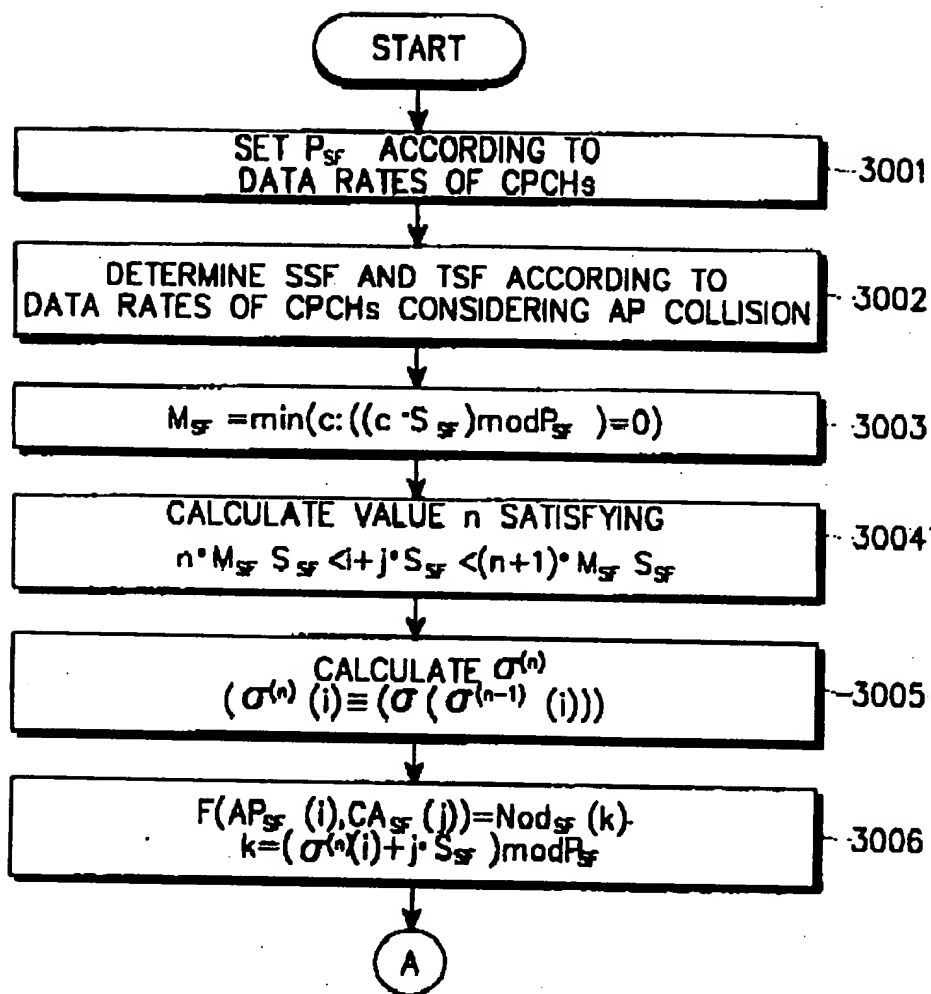 START
SET P_SF ACCORDING TO
DATA RATES OF CPCHs
3001
DETERMINE SSF AND TSF ACCORDING TO
DATA RATES OF CPCHs CONSIDERING AP COLLISION
3002
M_SF =min(c:((c·S_SF)modP_SF )=0)
3003
CALCULATE VALUE n SATISFYING
n·M_SF S_SF <i+j·S_SF <(n+1)·M_SF S_SF
3004
CALCULATE σ^(n)
(σ^(n) (i)≡(σ(σ^(n-1) (i)))
3005
F(AP_SF (i),CA_SF (j))=Nod_SF (k)
k=(σ^(n)(i)+j·S_SF )modP_SF
3006
A